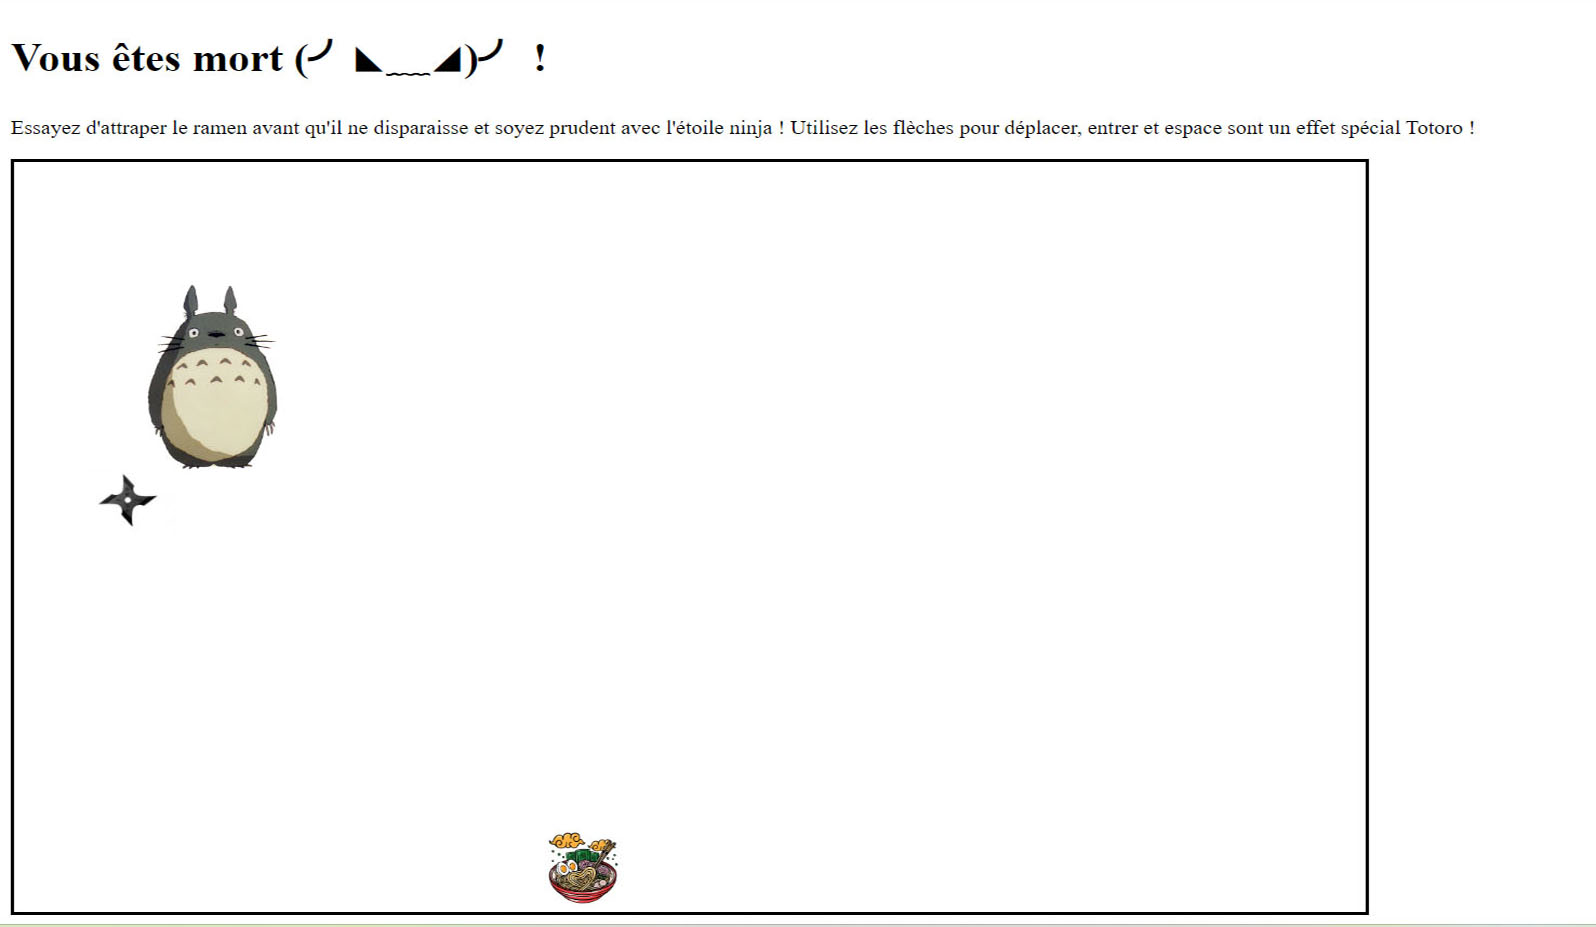 Vous êtes mort (╯ ◣﹏◢)╯ !
Essayez d'attraper le ramen avant qu'il ne disparaisse et soyez prudent avec l'étoile ninja ! Utilisez les flèches pour déplacer, entrer et espace sont un effet spécial Totoro !